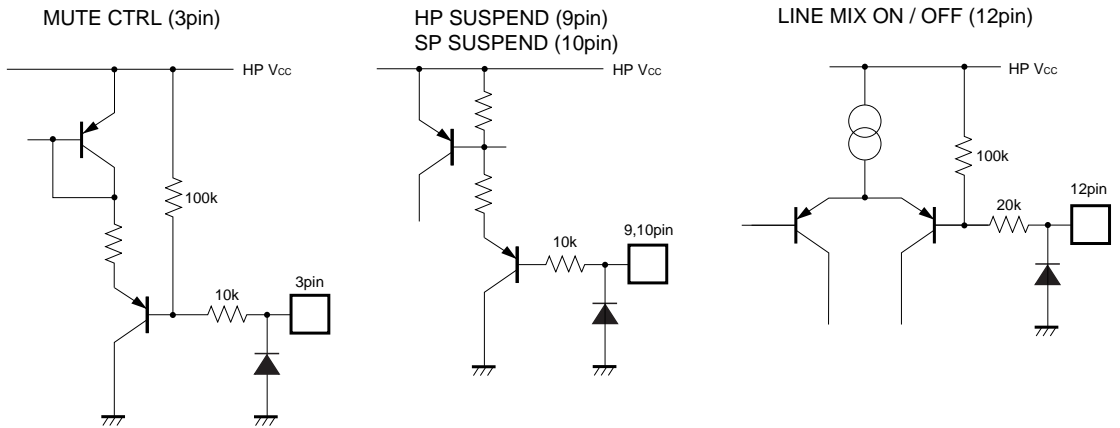 MUTE CTRL (3pin)
HP Vcc
100k
10k
3pin
HP SUSPEND (9pin)
SP SUSPEND (10pin)
HP Vcc
10k
9,10pin
LINE MIX ON / OFF (12pin)
HP Vcc
100k
20k
12pin